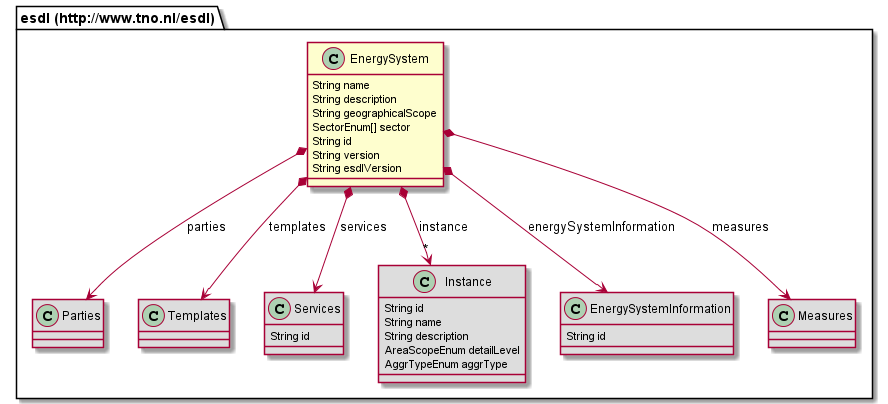 esdl (http://www.tno.nl/esdl)
C EnergySystem
String name
String description
String geographicalScope
SectorEnum[] sector
String id
String version
String esdlVersion
parties
templates
services
instance
energySystemInformation
measures
*
C Parties
C Templates
C Services
String id
C Instance
String id
String name
String description
AreaScopeEnum detailLevel
AggrTypeEnum aggrType
C EnergySystemInformation
String id
C Measures